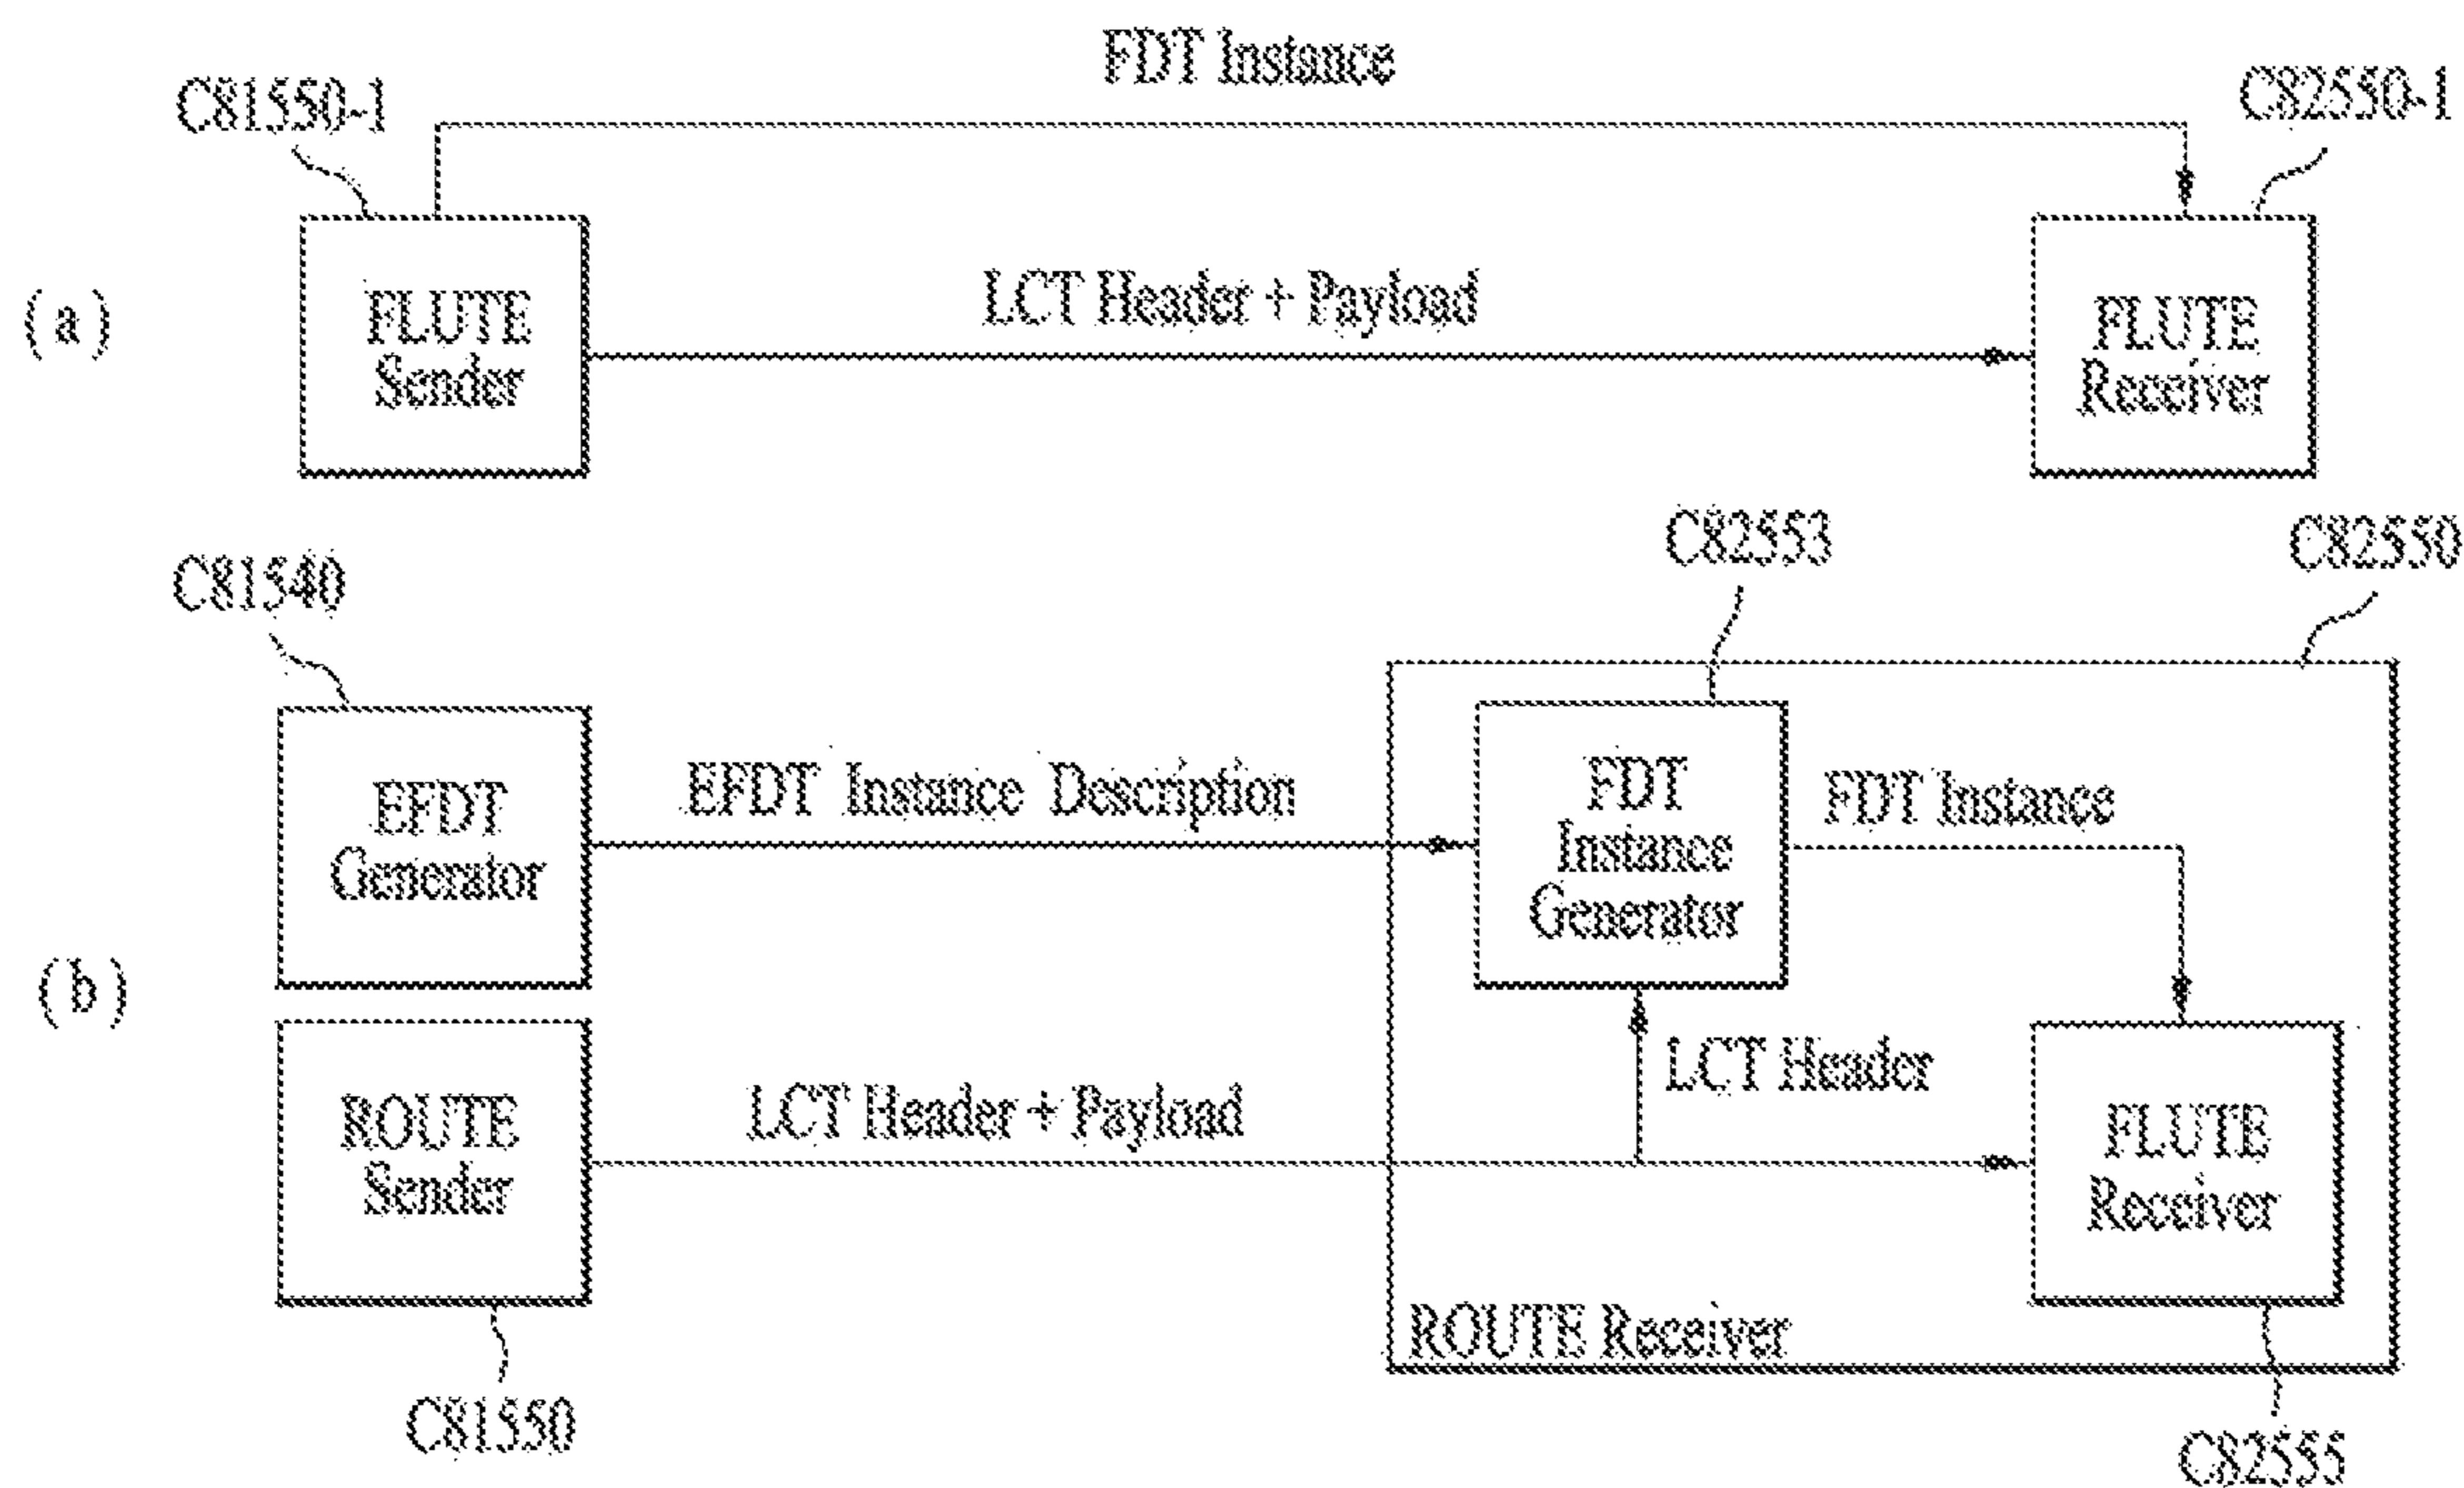 FDT Instance
C81550-1
C82550-1
(a)
FLUTE
Sender
LCT Header + Payload
FLUTE
Receiver
C81540
C82553
C82550
EFDT
Generator
EFDT Instance Description
FDT
Instance
Generator
FDT Instance
(b)
ROUTE
Sender
LCT Header + Payload
LCT Header
FLUTE
Receiver
ROUTE Receiver
C81550
C82555